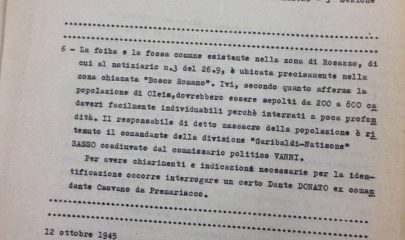 3° Sezione
6 - La foiba e la fossa comune esistente nella zona di Rosazzo, di
cui al notiziario n.3 del 26.9, è ubicata precisamente nella
zona chiamata "Bosco Romano". Ivi, secondo quanto afferma la
popolazione di Oleis,dovrebbero essere sepolti da 200 a 800 ca
daveri facilmente individuabili perchè interrati a poca profon
dità. Il responsabile di detto massacro della popolazione è ri
tenuto il comandante della divisione "Garibaldi-Natisone"
SASSO coadiuvato dal commissario politico VANNI.
Per avere chiarimenti e indicazioni necessarie per la iden-
tificazione occorre interrogare un certo Dante DONATO ex coman
dante Osovano da Premariacco.
12 ottobre 1945